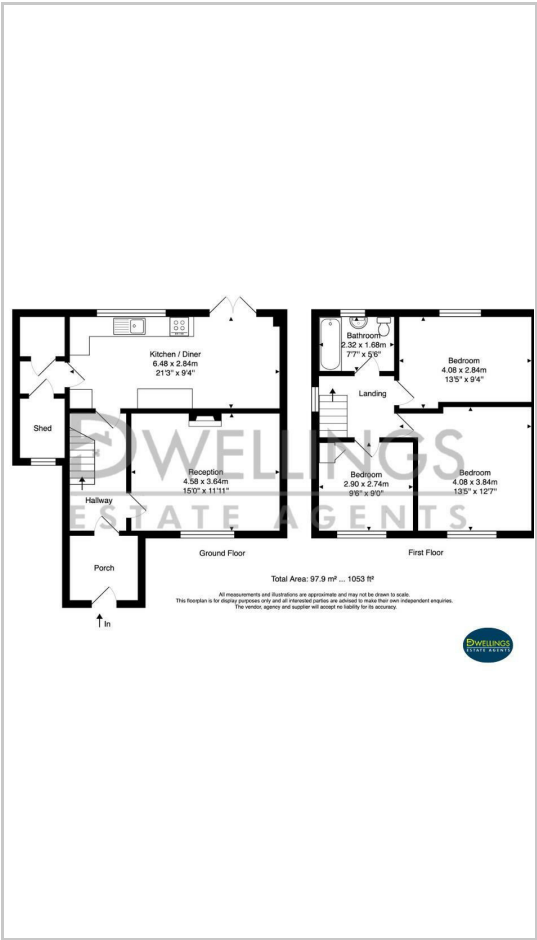 Kitchen / Diner
6.48 x 2.84m
21'3" x 9'4"
Shed
Reception
4.58 x 3.64m
15'0" x 11'11"
Hallway
Porch
In
Ground Floor
Bathroom
2.32 x 1.68m
7'7" x 5'6"
Bedroom
4.08 x 2.84m
13'5" x 9'4"
Landing
Bedroom
2.90 x 2.74m
9'6" x 9'0"
Bedroom
4.08 x 3.84m
13'5" x 12'7"
First Floor
DWELLINGS
ESTATE AGENTS
Total Area: 97.9 m² ... 1053 ft²
All measurements and illustrations are approximate and may not be drawn to scale.
This floorplan is for display purposes only and all interested parties are advised to make their own independent enquiries.
The vendor, agency and supplier will accept no liability for its accuracy.
DWELLINGS
ESTATE AGENTS